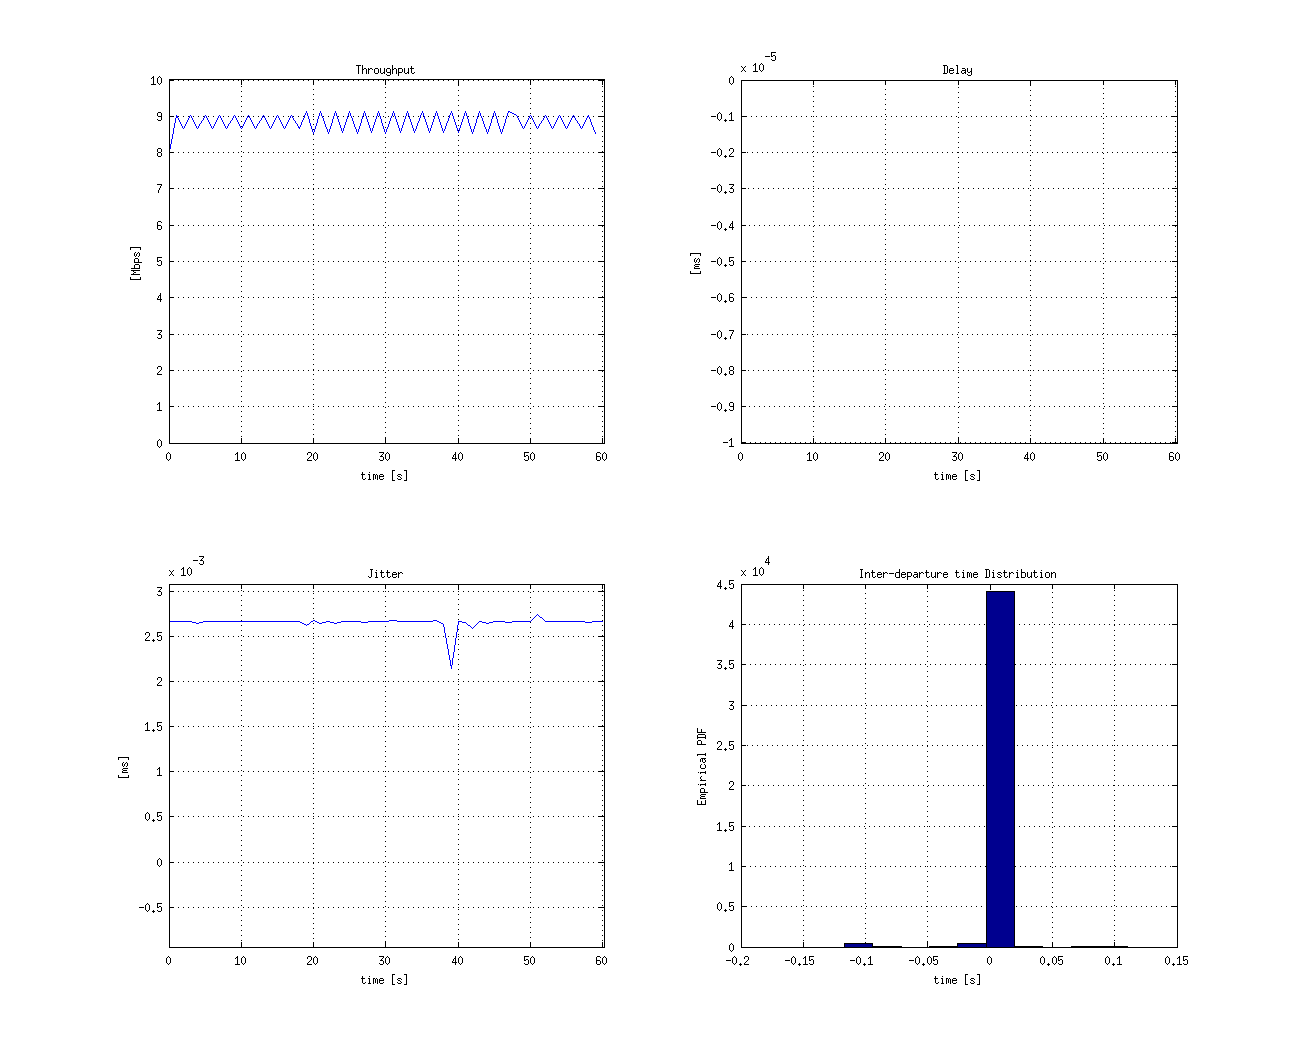 Throughput
10
9
8
7
6
5
4
3
2
1
0
[Mbps]
0 10 20 30 40 50 60
time [s]
x 10^-5
Delay
0
-0.1
-0.2
-0.3
-0.4
-0.5
-0.6
-0.7
-0.8
-0.9
-1
[ms]
0 10 20 30 40 50 60
time [s]
x 10^-3
Jitter
3
2.5
2
1.5
1
0.5
0
-0.5
[ms]
0 10 20 30 40 50 60
time [s]
x 10^4
Inter-departure time Distribution
4.5
4
3.5
3
2.5
2
1.5
1
0.5
0
Empirical PDF
-0.2 -0.15 -0.1 -0.05 0 0.05 0.1 0.15
time [s]